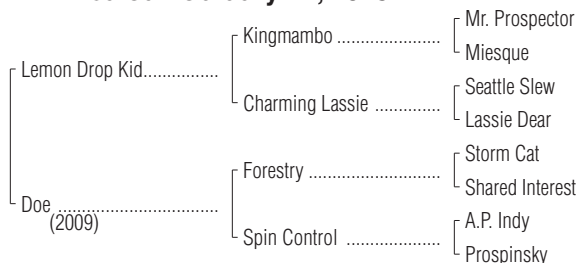 Mr. Prospector
Kingmambo
Miesque
Lemon Drop Kid
Seattle Slew
Charming Lassie
Lassie Dear
Storm Cat
Forestry
Shared Interest
Doe
(2009)
A.P. Indy
Spin Control
Prospinsky